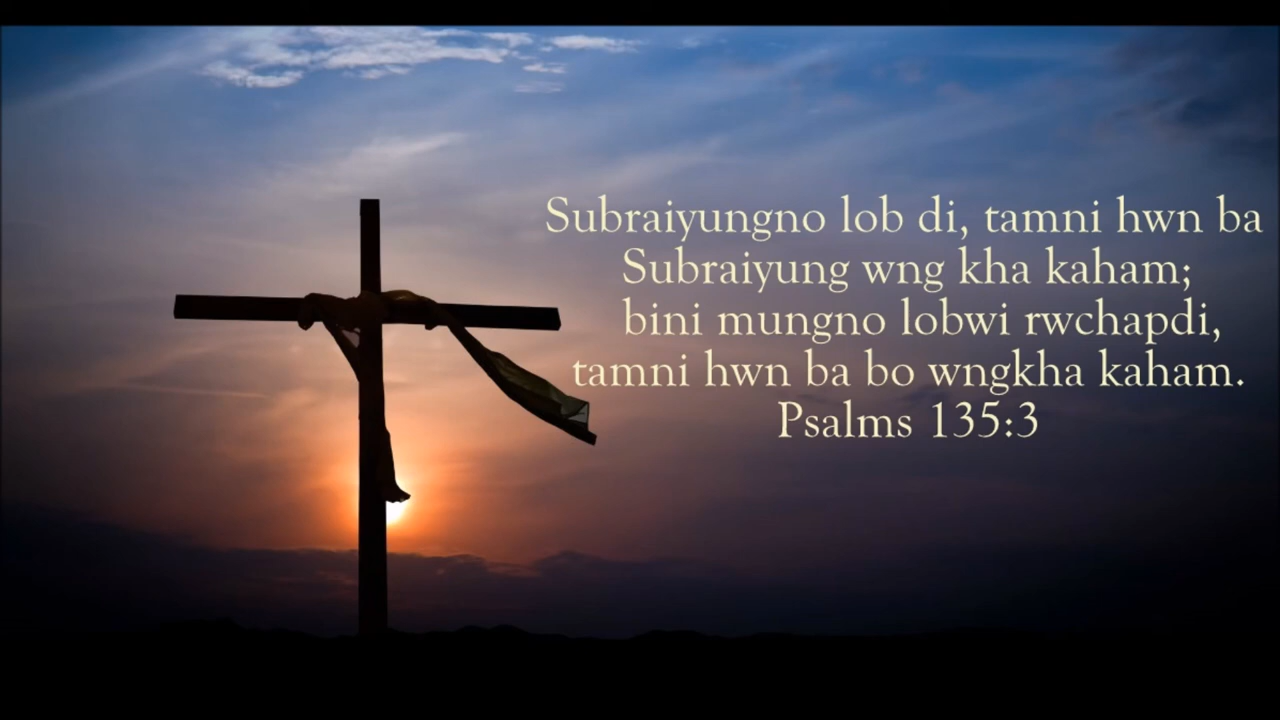 Subraiyungno lob di, tamni hwn ba
Subraiyung wng kha kaham;
bini mungno lobwi rwchapdi,
tamni hwn ba bo wngkha kaham.
Psalms 135:3